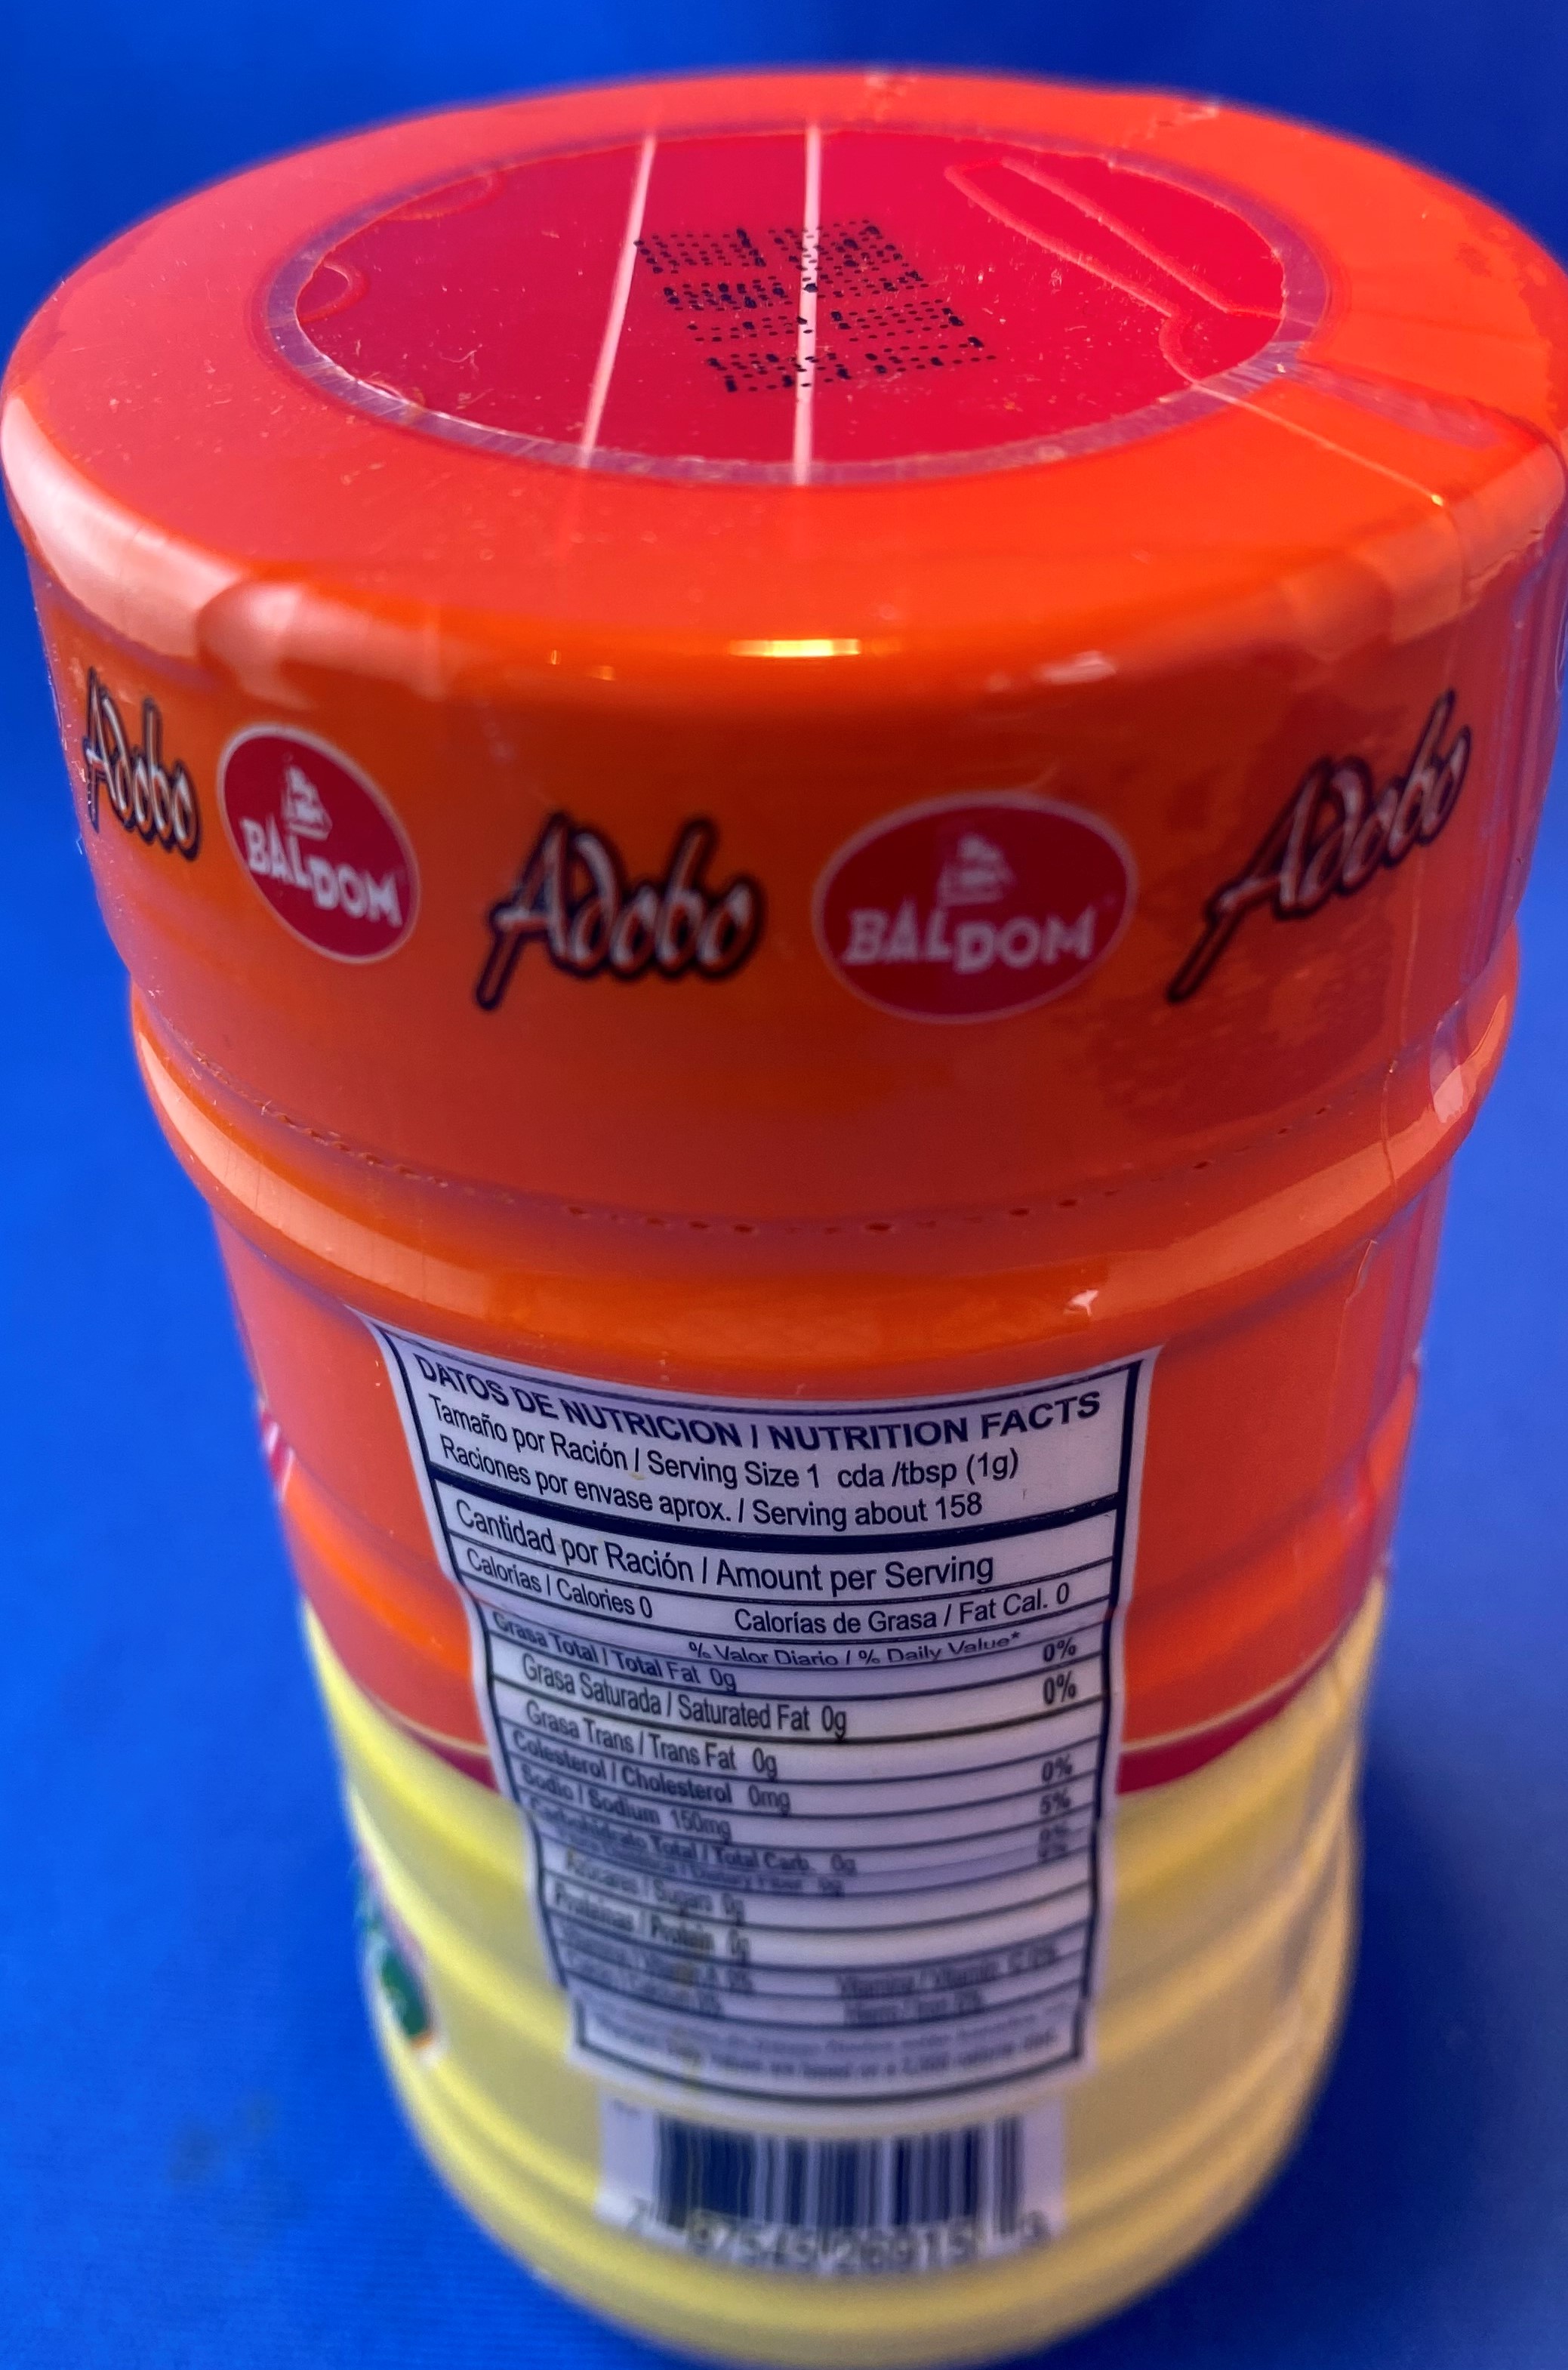 Adobo
BALDOM
Adobo
BALDOM
Adobo
DATOS DE NUTRICION / NUTRITION FACTS
Tamaño por Ración / Serving Size 1 cda /tbsp (1g)
Raciones por envase aprox. / Serving about 158
Cantidad por Ración / Amount per Serving
Calorías / Calories 0 Calorías de Grasa / Fat Cal. 0
% Valor Diario / % Daily Value*
Grasa Total / Total Fat 0g 0%
Grasa Saturada / Saturated Fat 0g 0%
Grasa Trans / Trans Fat 0g
Colesterol / Cholesterol 0mg 0%
Sodio / Sodium 150mg 5%
Carbohidrato Total / Total Carb. 0g 0%
Azúcares / Sugars 0g
Proteínas / Protein 0g